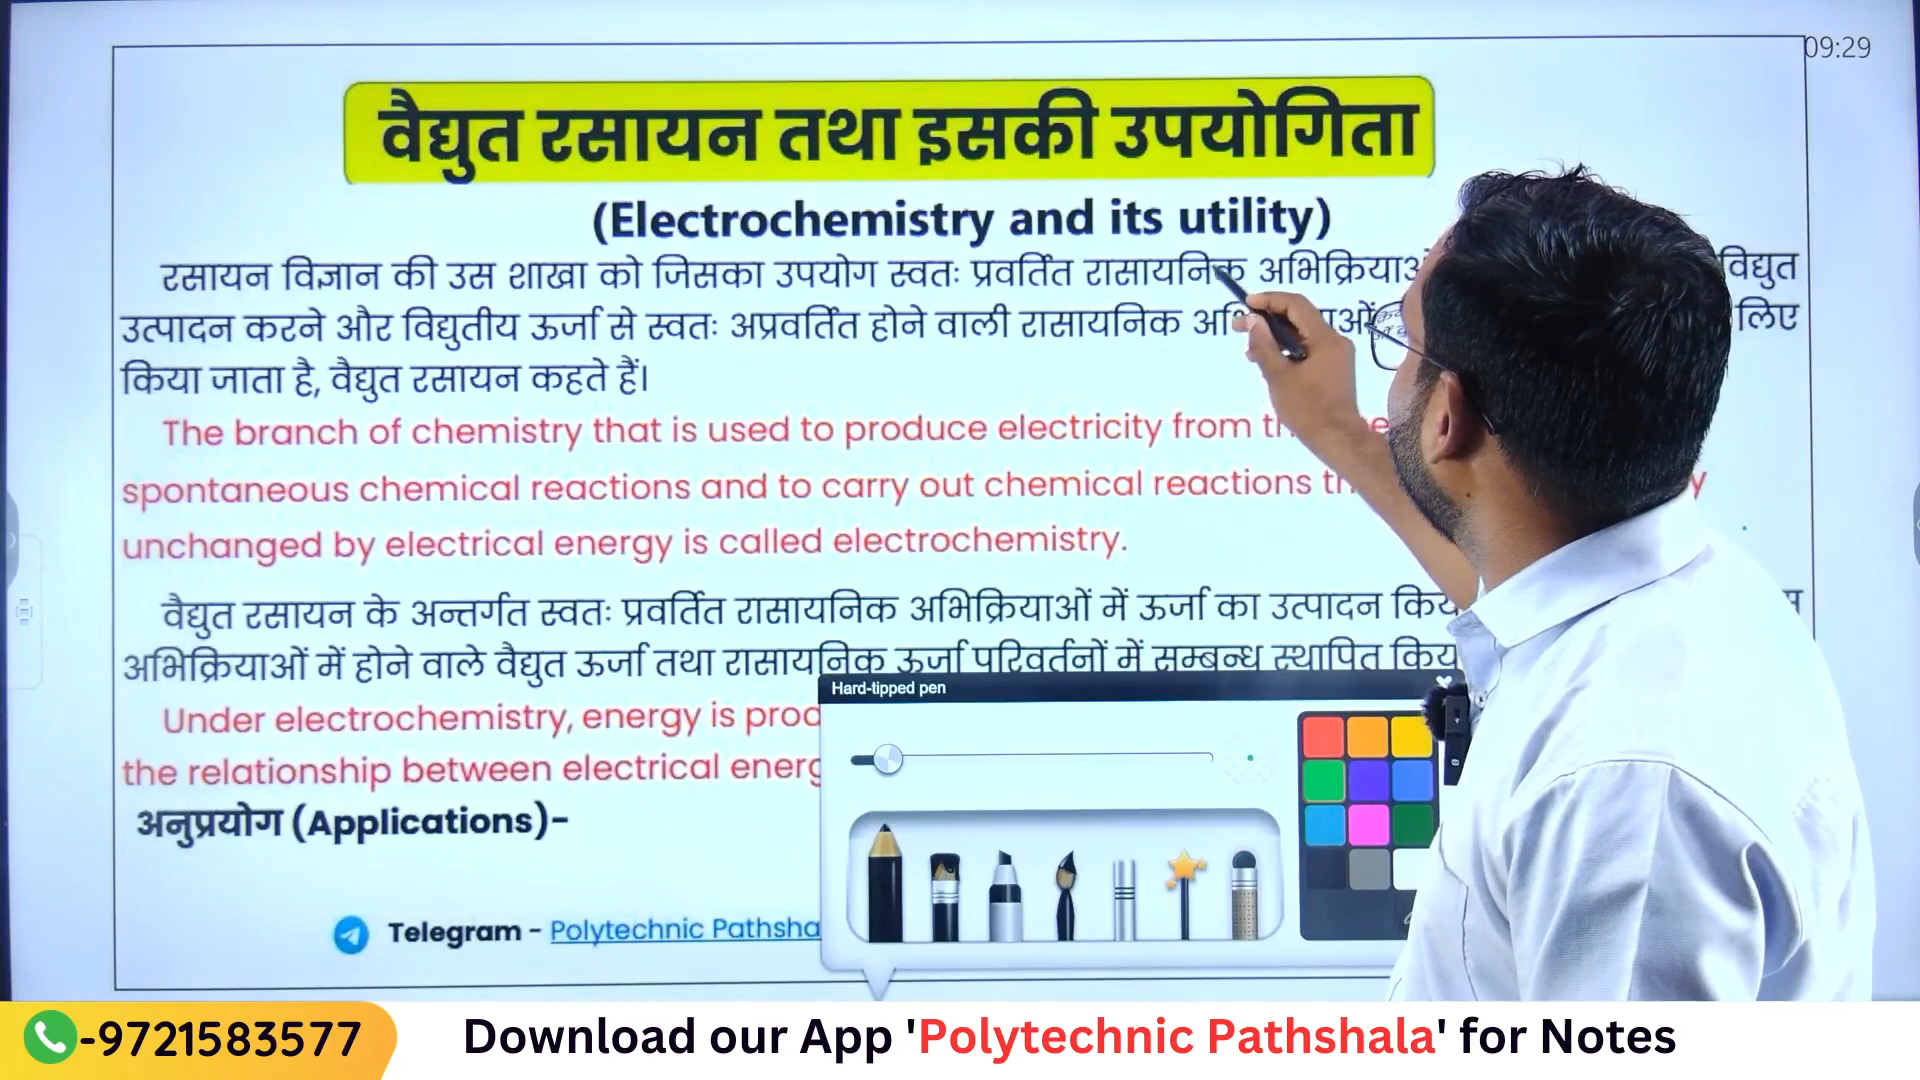 09:29
वैद्युत रसायन तथा इसकी उपयोगिता
(Electrochemistry and its utility)
रसायन विज्ञान की उस शाखा को जिसका उपयोग स्वतः प्रवर्तित रासायनिक विद्युत
उत्पादन करने और विद्युतीय ऊर्जा से स्वतः अप्रवर्तित होने वाली रासायनिक लिए
किया जाता है, वैद्युत रसायन कहते हैं।
The branch of chemistry that is used to produce electricity from
spontaneous chemical reactions and to carry out chemical reactions
unchanged by electrical energy is called electrochemistry.
वैद्युत रसायन के अन्तर्गत स्वतः प्रवर्तित रासायनिक अभिक्रियाओं में ऊर्जा का उत्पादन
अभिक्रियाओं में होने वाले वैद्युत ऊर्जा तथा रासायनिक ऊर्जा परिवर्तनों में सम्बन्ध स्थापित
Hard-tipped pen
Under electrochemistry, energy is
the relationship between electrical
अनुप्रयोग (Applications)-
Telegram - Polytechnic
-9721583577
Download our App 'Polytechnic Pathshala' for Notes